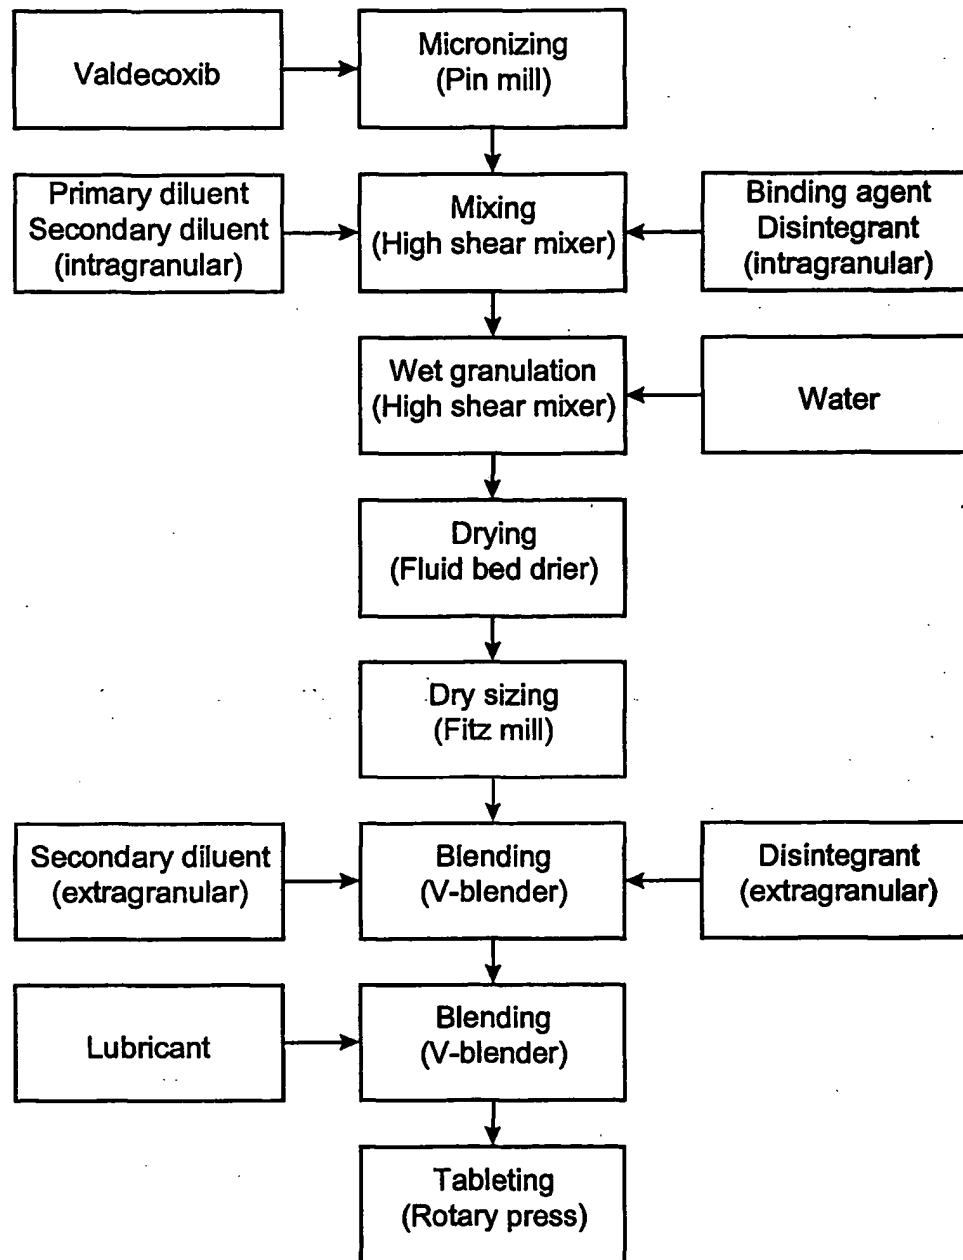 Valdecoxib
Micronizing
(Pin mill)
Primary diluent
Secondary diluent
(intragranular)
Mixing
(High shear mixer)
Binding agent
Disintegrant
(intragranular)
Wet granulation
(High shear mixer)
Water
Drying
(Fluid bed drier)
Dry sizing
(Fitz mill)
Secondary diluent
(extragranular)
Blending
(V-blender)
Disintegrant
(extragranular)
Lubricant
Blending
(V-blender)
Tableting
(Rotary press)